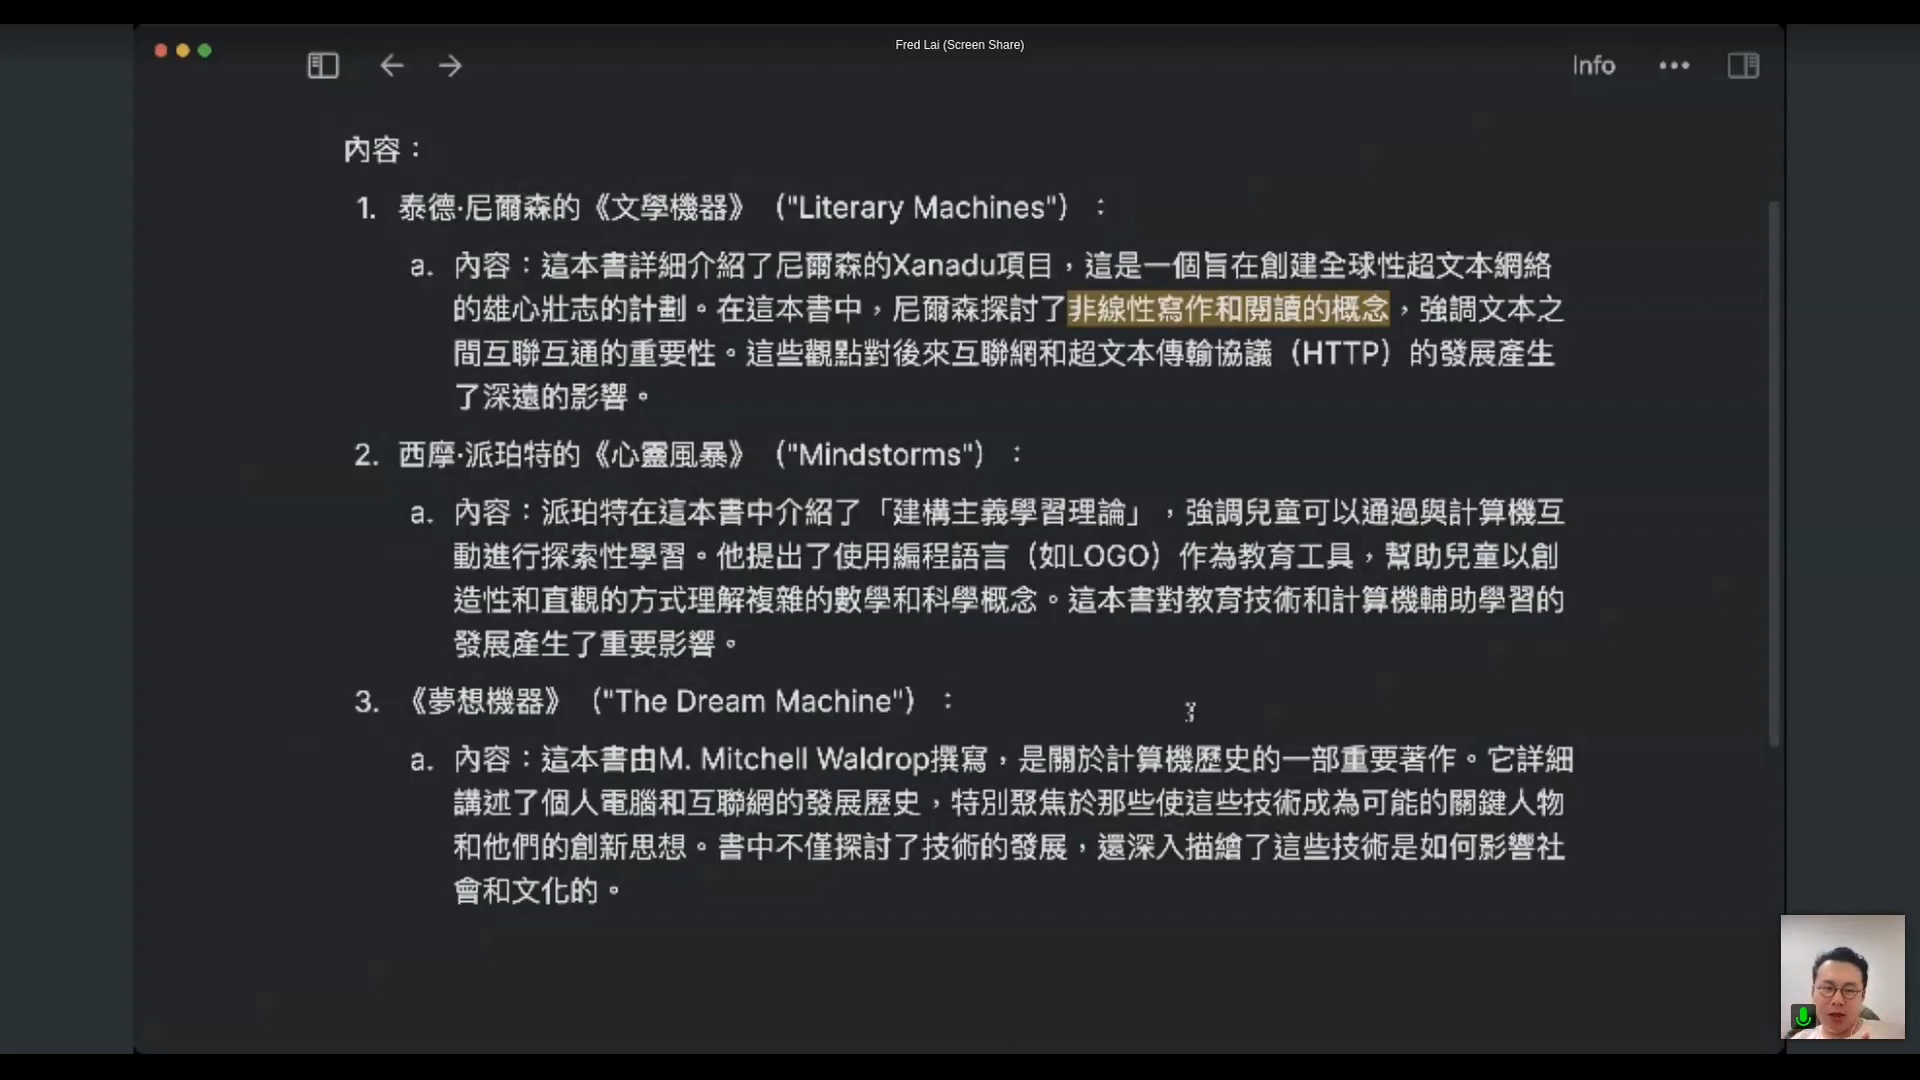 Fred Lai (Screen Share)
Info
內容：
1. 泰德·尼爾森的《文學機器》（"Literary Machines"）：
a. 內容：這本書詳細介紹了尼爾森的Xanadu項目，這是一個旨在創建全球性超文本網絡
的雄心壯志的計劃。在這本書中，尼爾森探討了非線性寫作和閱讀的概念，強調文本之
間互聯互通的重要性。這些觀點對後來互聯網和超文本傳輸協議（HTTP）的發展產生
了深遠的影響。
2. 西摩·派珀特的《心靈風暴》（"Mindstorms"）：
a. 內容：派珀特在這本書中介紹了「建構主義學習理論」，強調兒童可以通過與計算機互
動進行探索性學習。他提出了使用編程語言（如LOGO）作為教育工具，幫助兒童以創
造性和直觀的方式理解複雜的數學和科學概念。這本書對教育技術和計算機輔助學習的
發展產生了重要影響。
3. 《夢想機器》（"The Dream Machine"）：
a. 內容：這本書由M. Mitchell Waldrop撰寫，是關於計算機歷史的一部重要著作。它詳細
講述了個人電腦和互聯網的發展歷史，特別聚焦於那些使這些技術成為可能的關鍵人物
和他們的創新思想。書中不僅探討了技術的發展，還深入描繪了這些技術是如何影響社
會和文化的。